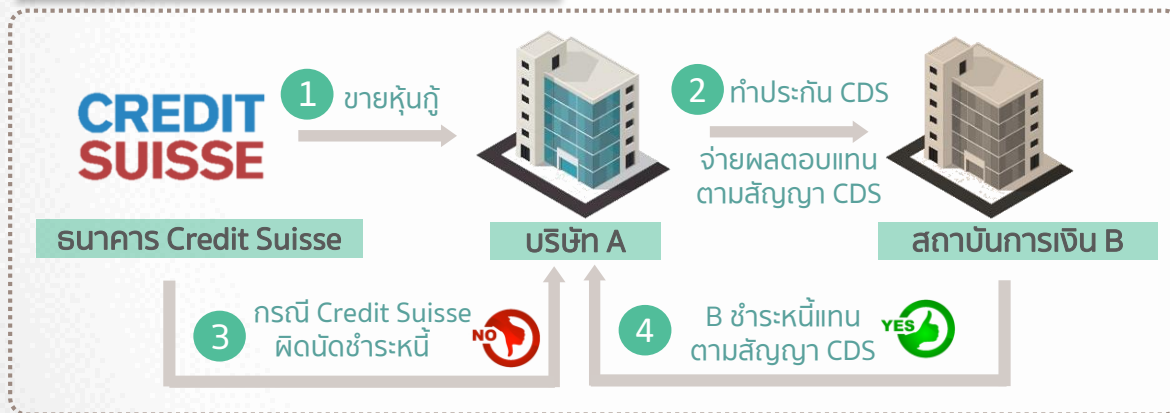 CREDIT
SUISSE
1 ขายหุ้นกู้
2 ทำประกัน CDS
จ่ายผลตอบแทน
ตามสัญญา CDS
ธนาคาร Credit Suisse
บริษัท A
สถาบันการเงิน B
3 กรณี Credit Suisse
ผิดนัดชำระหนี้
NO
4 B ชำระหนี้แทน
ตามสัญญา CDS
YES